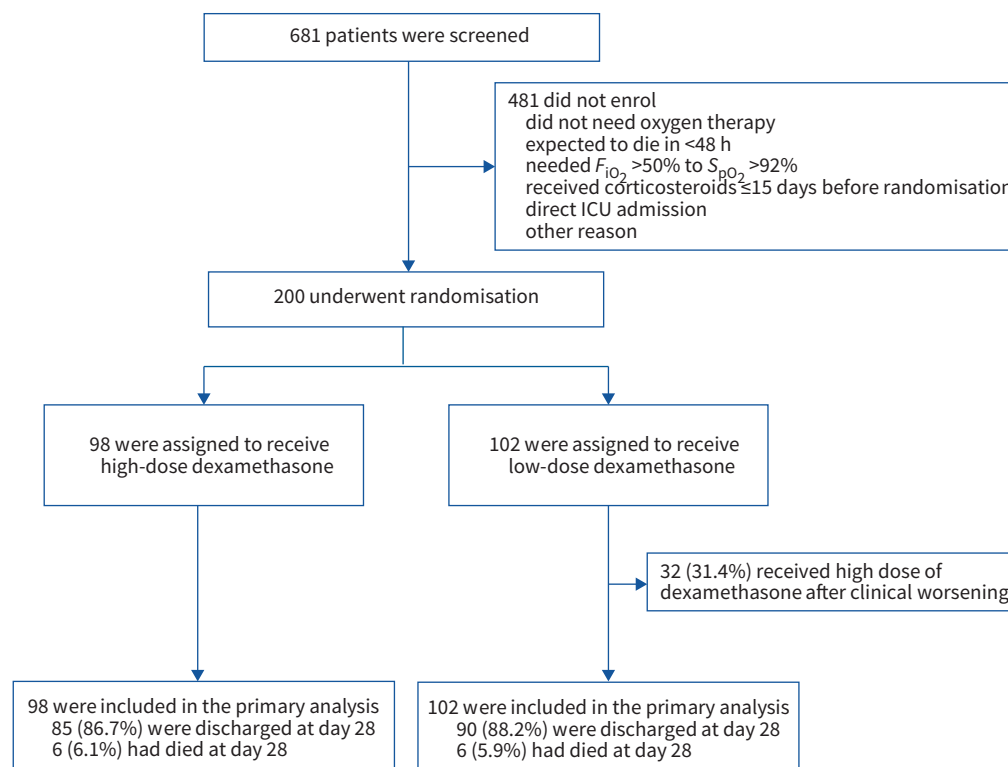 681 patients were screened
481 did not enrol
did not need oxygen therapy
expected to die in <48 h
needed FiO2 >50% to SpO2 >92%
received corticosteroids ≤15 days before randomisation
direct ICU admission
other reason
200 underwent randomisation
98 were assigned to receive
high-dose dexamethasone
102 were assigned to receive
low-dose dexamethasone
32 (31.4%) received high dose of
dexamethasone after clinical worsening
98 were included in the primary analysis
85 (86.7%) were discharged at day 28
6 (6.1%) had died at day 28
102 were included in the primary analysis
90 (88.2%) were discharged at day 28
6 (5.9%) had died at day 28